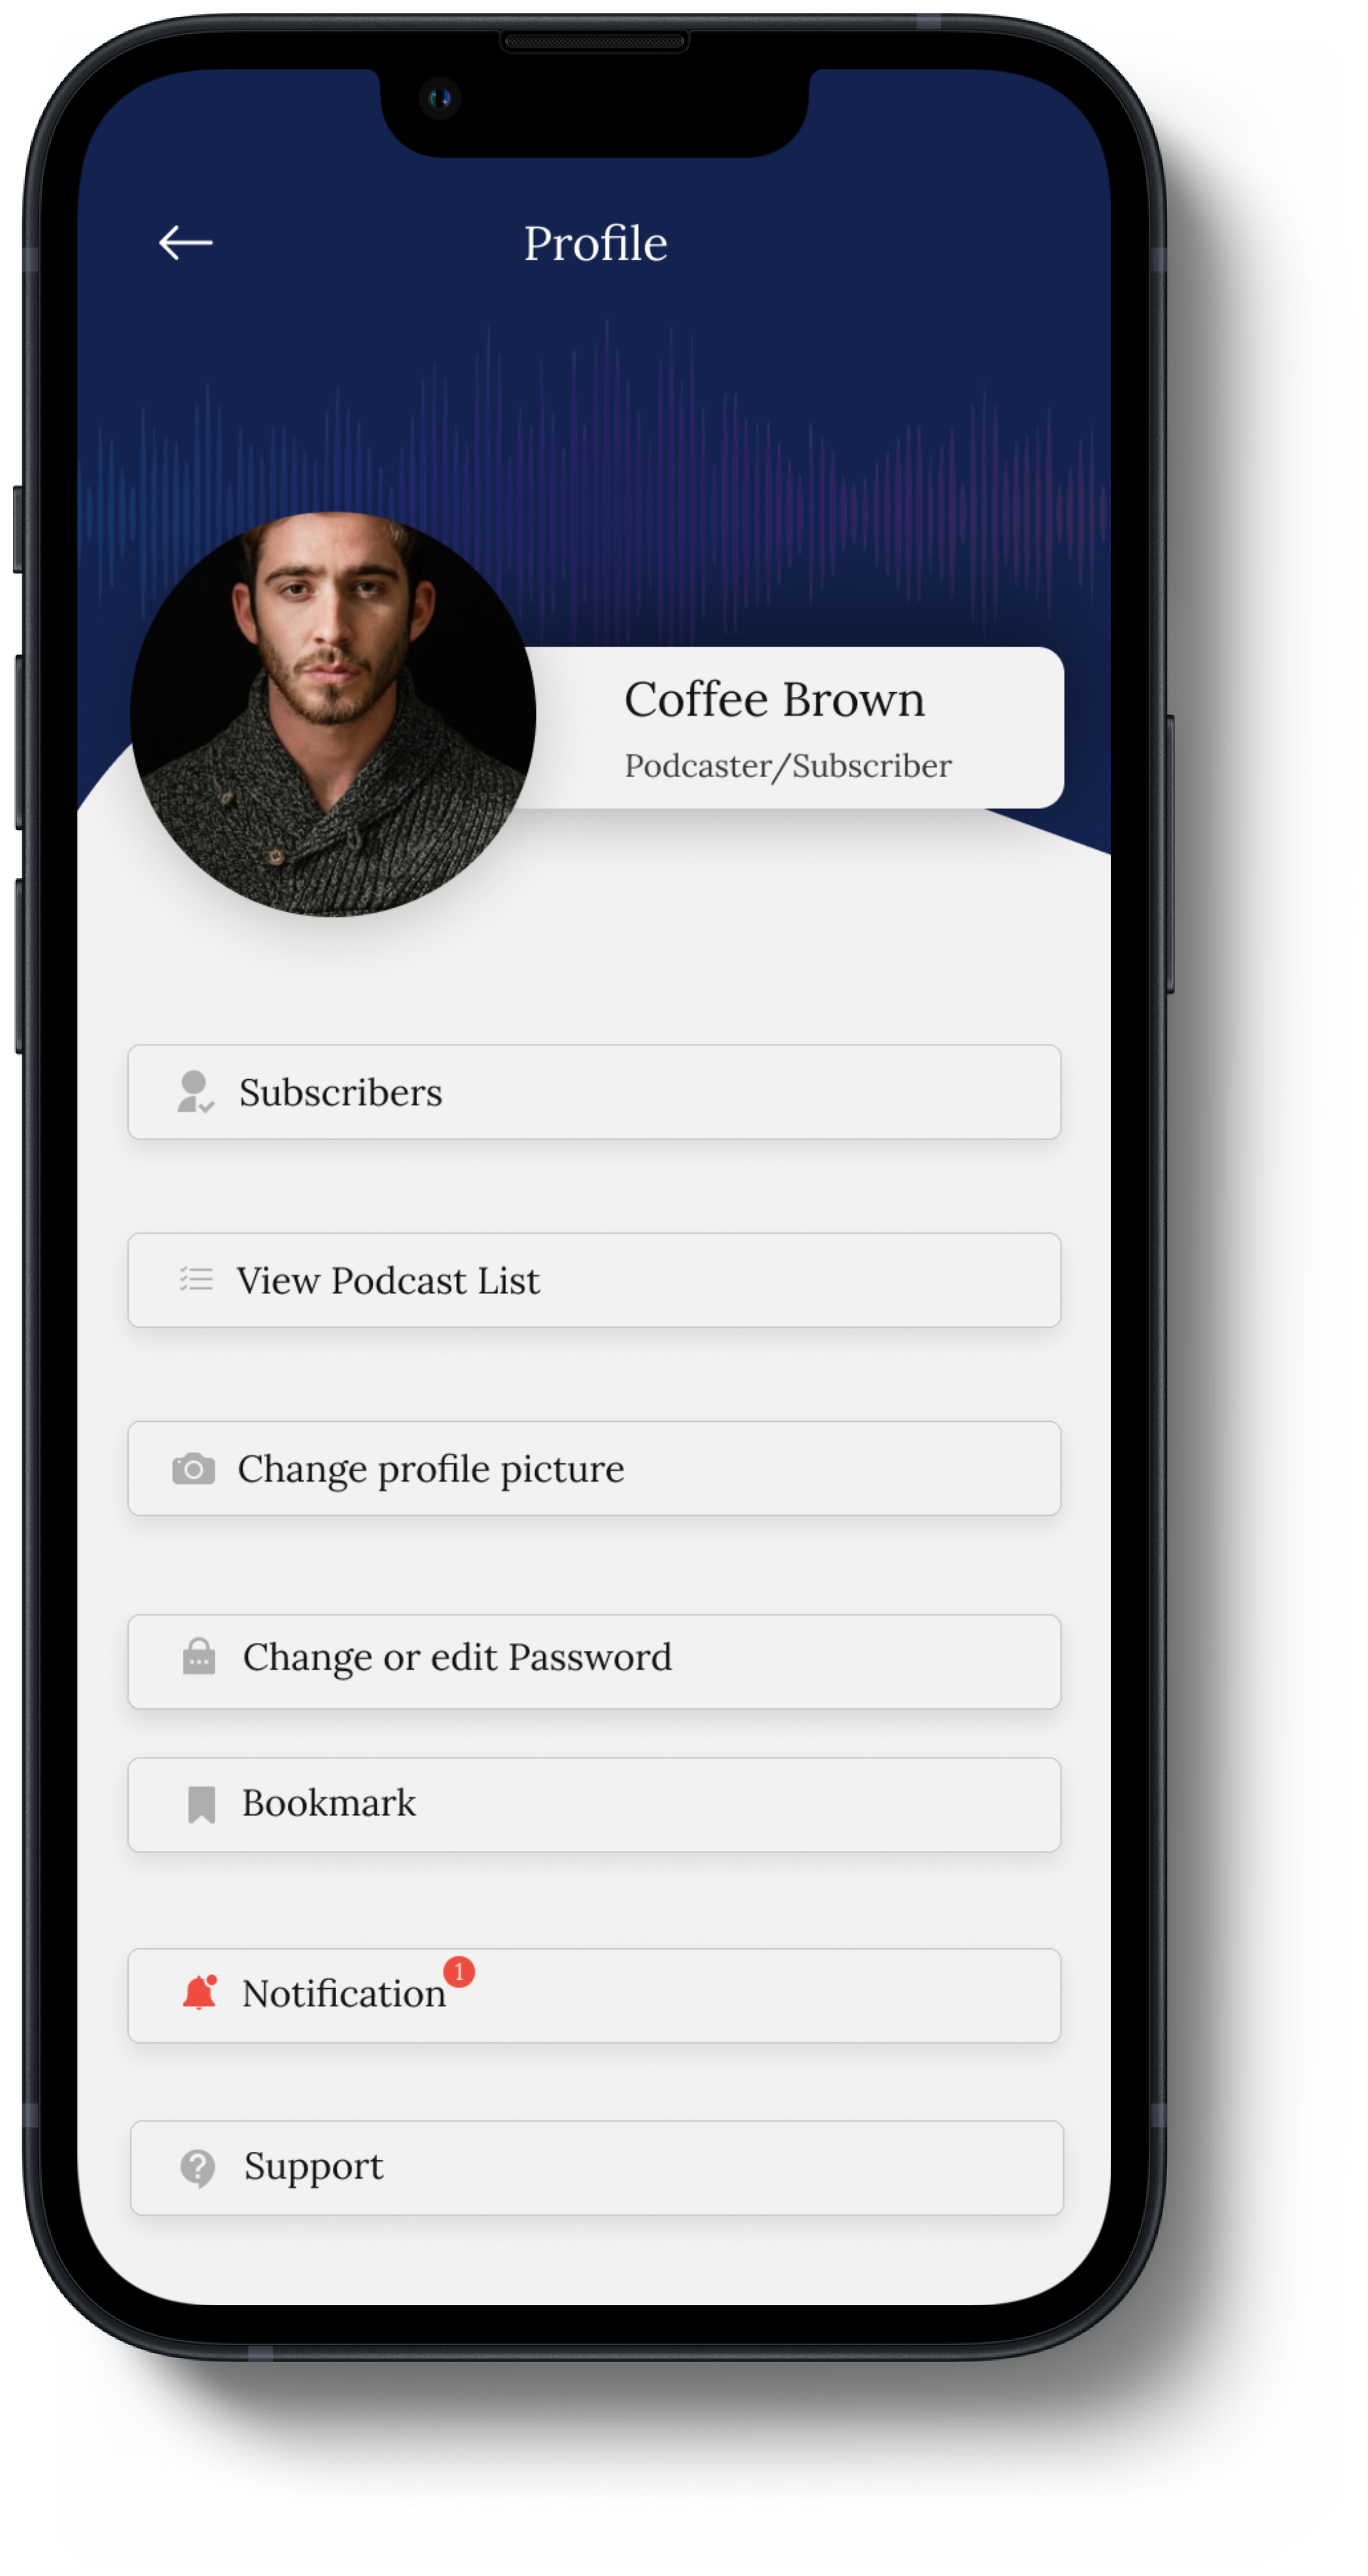 Profile
Coffee Brown
Podcaster/Subscriber
Subscribers
View Podcast List
Change profile picture
Change or edit Password
Bookmark
Notification 1
Support